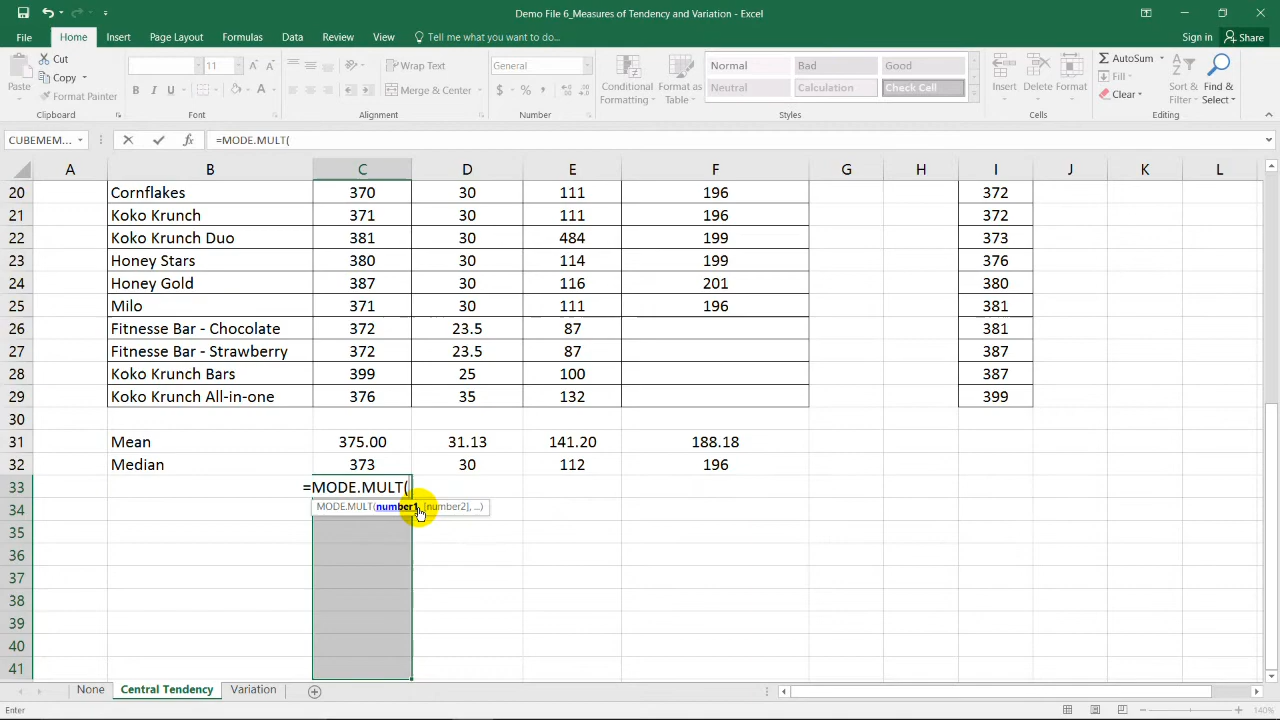 Demo File 6_Measures of Tendency and Variation - Excel
File Home Insert Page Layout Formulas Data Review View Tell me what you want to do... Sign in Share
Paste Cut Copy Format Painter Clipboard
11 B I U Font
Wrap Text Merge & Center Alignment
General $ % , Number
Conditional Formatting Format as Table Normal Bad Good Neutral Calculation Check Cell Styles
Insert Delete Format Cells
AutoSum Fill Clear Sort & Filter Find & Select Editing
CUBEMEM... fx =MODE.MULT(
A B C D E F G H I J K L
20 Cornflakes 370 30 111 196 372
21 Koko Krunch 371 30 111 196 372
22 Koko Krunch Duo 381 30 484 199 373
23 Honey Stars 380 30 114 199 376
24 Honey Gold 387 30 116 201 380
25 Milo 371 30 111 196 381
26 Fitnesse Bar - Chocolate 372 23.5 87 381
27 Fitnesse Bar - Strawberry 372 23.5 87 387
28 Koko Krunch Bars 399 25 100 387
29 Koko Krunch All-in-one 376 35 132 399
30
31 Mean 375.00 31.13 141.20 188.18
32 Median 373 30 112 196
33 =MODE.MULT(
34 MODE.MULT(number1, [number2], ...)
35
36
37
38
39
40
41
None Central Tendency Variation
Enter 140%